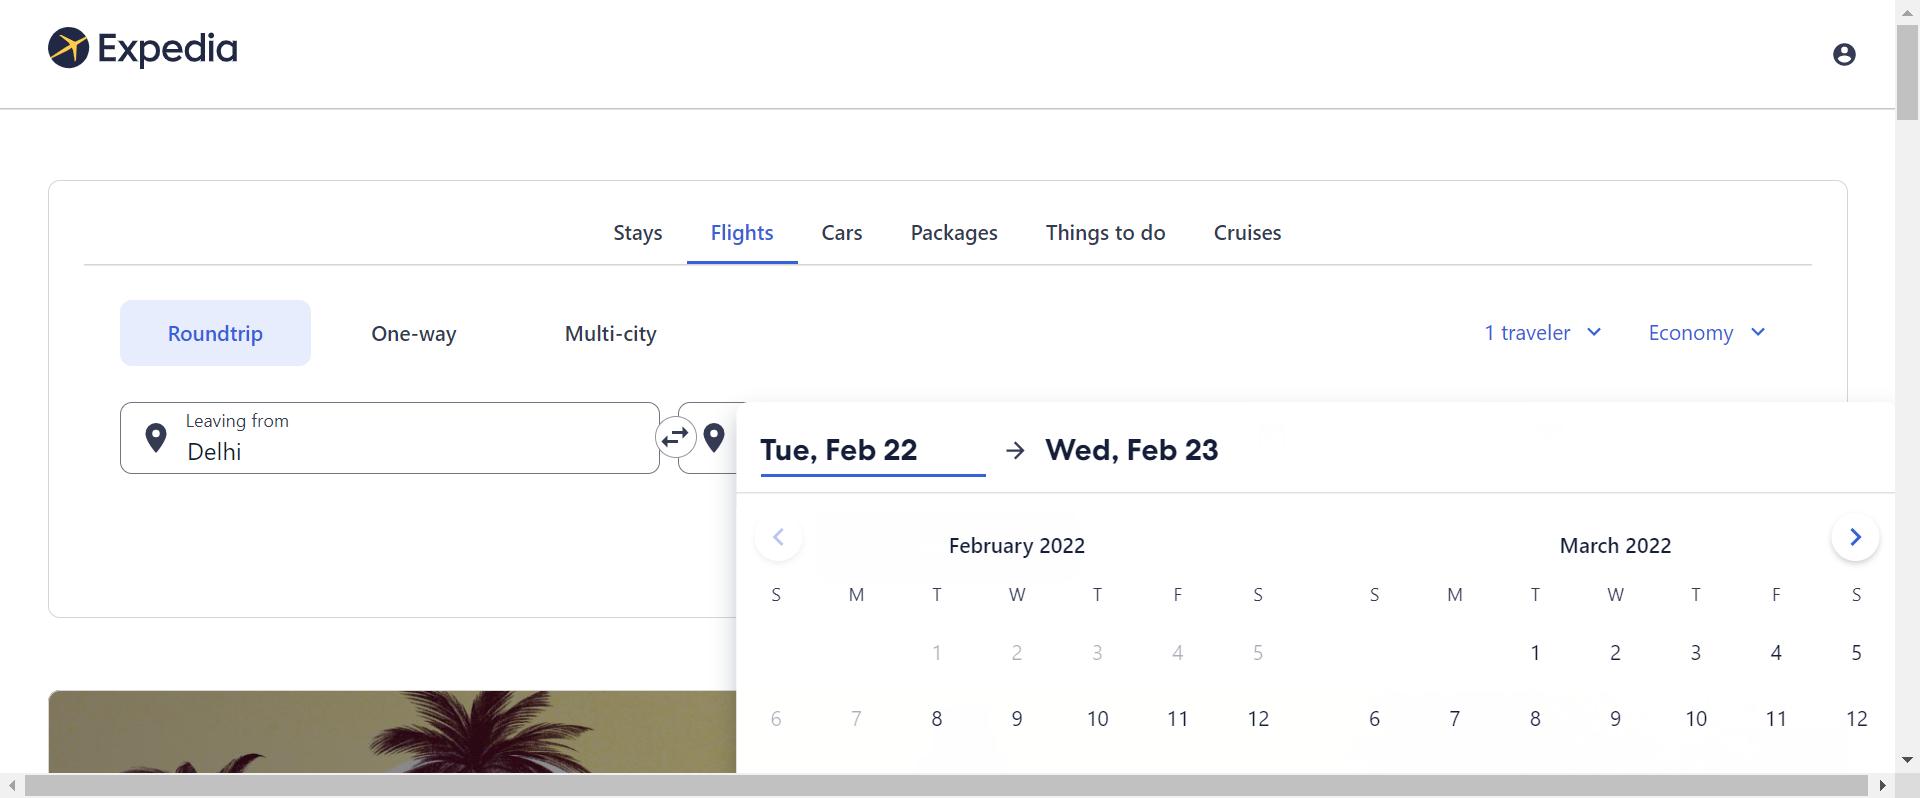 Expedia
Stays Flights Cars Packages Things to do Cruises
Roundtrip One-way Multi-city 1 traveler Economy
Leaving from
Delhi
Tue, Feb 22 Wed, Feb 23
February 2022 March 2022
S M T W T F S S M T W T F S
1 2 3 4 5 1 2 3 4 5
6 7 8 9 10 11 12 6 7 8 9 10 11 12